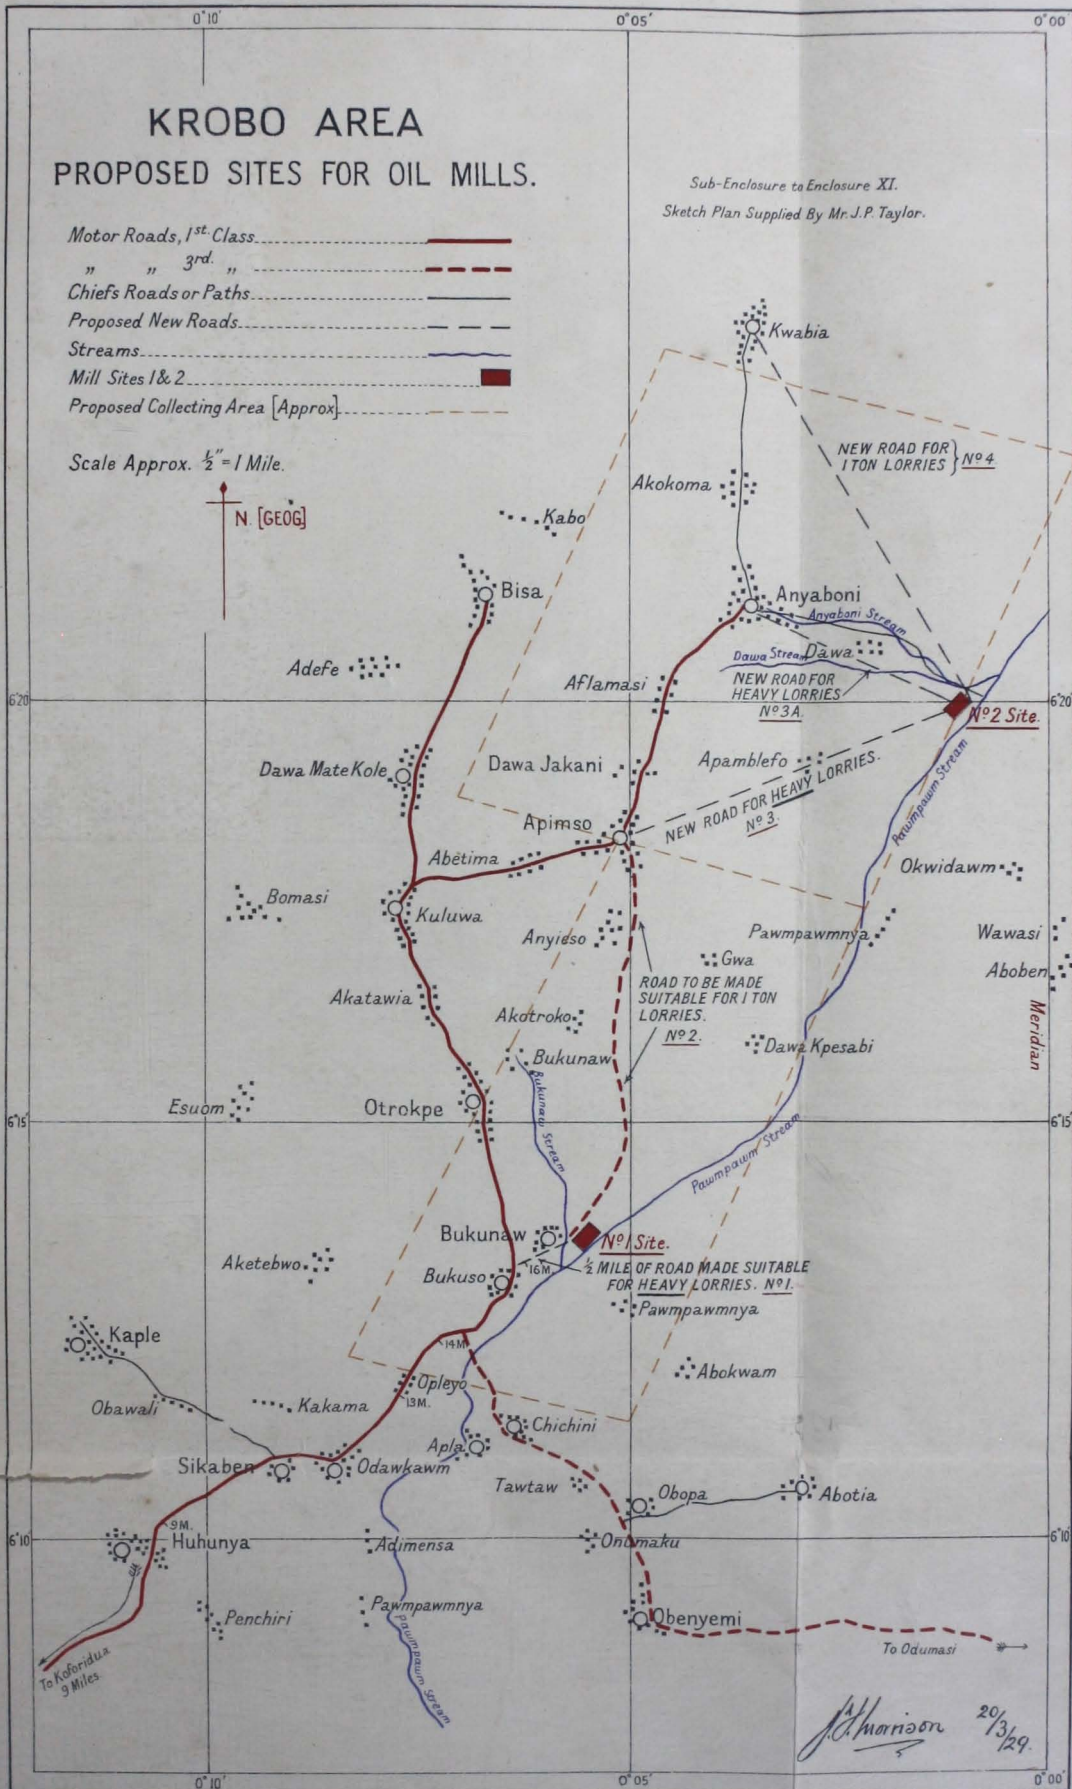 0°10′
0°05′
0°00′
KROBO AREA
PROPOSED SITES FOR OIL MILLS.
Sub-Enclosure to Enclosure XI.
Sketch Plan Supplied By Mr. J.P. Taylor.
Motor Roads, 1st. Class
„ „ 3rd. „
Chiefs Roads or Paths
Proposed New Roads
Streams
Mill Sites 1 & 2
Proposed Collecting Area [Approx]
Scale Approx. ½″ = 1 Mile.
N. [GEOG]
Kwabia
NEW ROAD FOR
1 TON LORRIES } Nº 4
Akokoma
Kabo
Bisa
Anyaboni
Anyaboni Stream
Dawa Stream
Dawa
Adefe
Aflamasi
NEW ROAD FOR
HEAVY LORRIES
Nº 3A.
6°20′
6°20′
Nº 2 Site.
Dawa Mate Kole
Dawa Jakani
Apamblefo
NEW ROAD FOR HEAVY LORRIES.
Nº 3.
Pawmpawm Stream
Apimso
Abetima
Okwidawm
Bomasi
Kuluwa
Anyieso
Pawmpawmnya
Wawasi
Gwa
Aboben
Akatawia
ROAD TO BE MADE
SUITABLE FOR 1 TON
LORRIES.
Nº 2.
Akotroko
Meridian
Bukunaw
Dawa Kpesabi
Bukunaw Stream
Esuom
Otrokpe
6°15′
6°15′
Pawmpawm Stream
Bukunaw
Nº 1 Site.
Aketebwo
Bukuso
16M.
½ MILE OF ROAD MADE SUITABLE
FOR HEAVY LORRIES. Nº 1.
Pawmpawmnya
Kaple
14M.
Opleyo
Abokwam
13M.
Obawali
Kakama
Chichini
Apla
Sikaben
Odawkawm
Tawtaw
Obopa
Abotia
9M.
Huhunya
6°10′
Adimensa
Onumaku
Penchiri
Pawmpawmnya
Obenyemi
Pawmpawm Stream
To Odumasi
To Koforidua
9 Miles.
Morrison
20/3/29.
0°10′
0°05′
0°00′